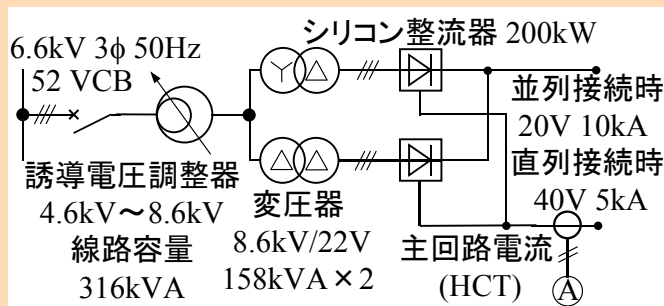 シリコン整流器 200kW
6.6kV 3φ 50Hz
52 VCB
並列接続時
20V 10kA
直列接続時
40V 5kA
誘導電圧調整器
4.6kV～8.6kV
線路容量
316kVA
変圧器
8.6kV/22V
158kVA×2
主回路電流
(HCT)
A